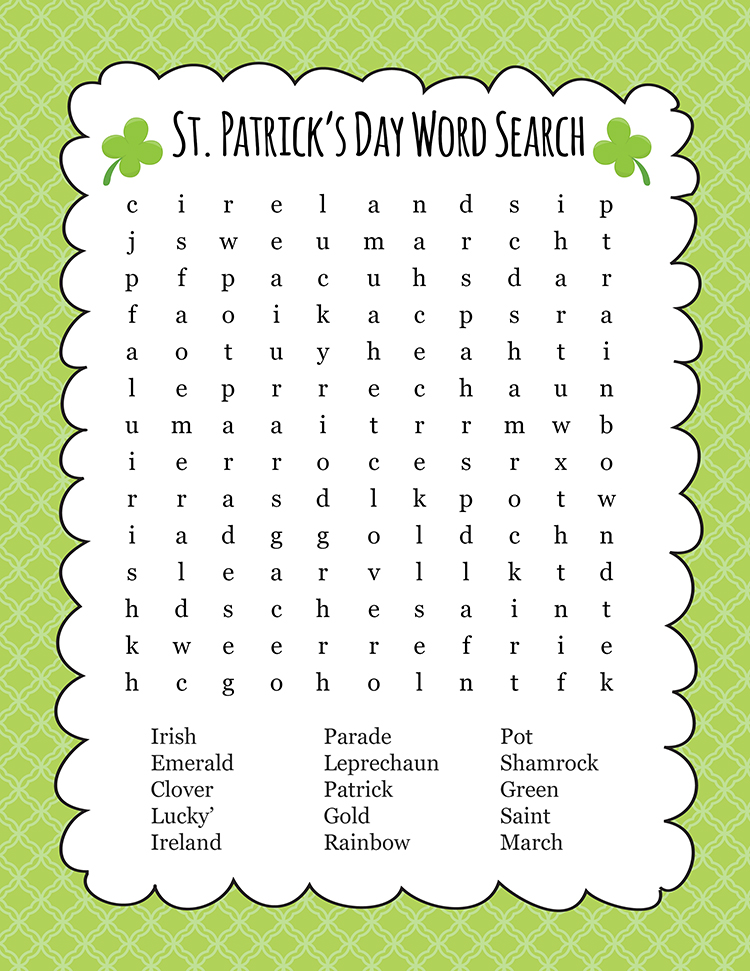 St. Patrick's Day Word Search
c i r e l a n d s i p
j s w e u m a r c h t
p f p a c u h s d a r
f a o i k a c p s r a
a o t u y h e a h t i
l e p r r e c h a u n
u m a a i t r r m w b
i e r r o c e s r x o
r r a s d l k p o t w
i a d g g o l d c h n
s l e a r v l l k t d
h d s c h e s a i n t
k w e e r r e f r i e
h c g o h o l n t f k
Irish Parade Pot
Emerald Leprechaun Shamrock
Clover Patrick Green
Lucky’ Gold Saint
Ireland Rainbow March